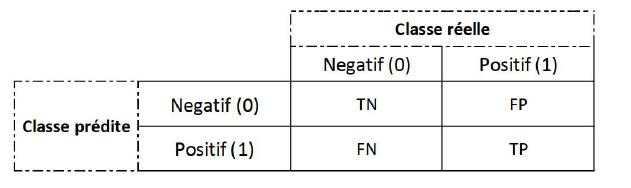 Classe réelle
Negatif (0) Positif (1)
Classe prédite Negatif (0) TN FP
Positif (1) FN TP